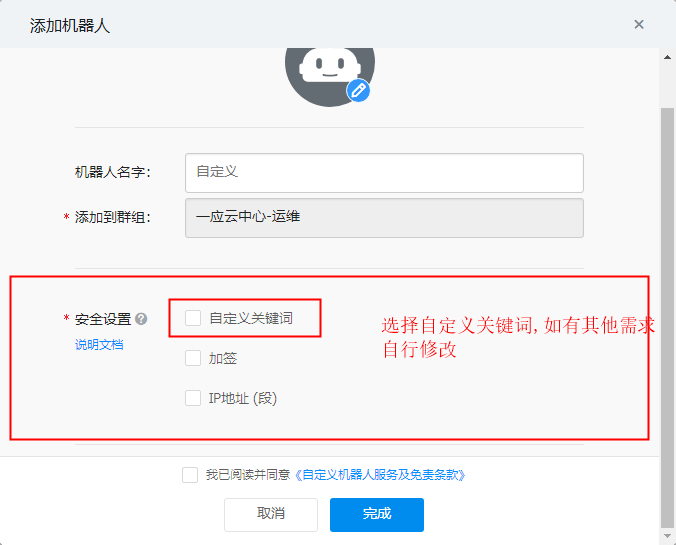 添加机器人
机器人名字:
自定义
* 添加到群组:
一应云中心-运维
* 安全设置 ?
自定义关键词
说明文档
加签
IP地址 (段)
选择自定义关键词,如有其他需求
自行修改
我已阅读并同意《自定义机器人服务及免责条款》
取消
完成